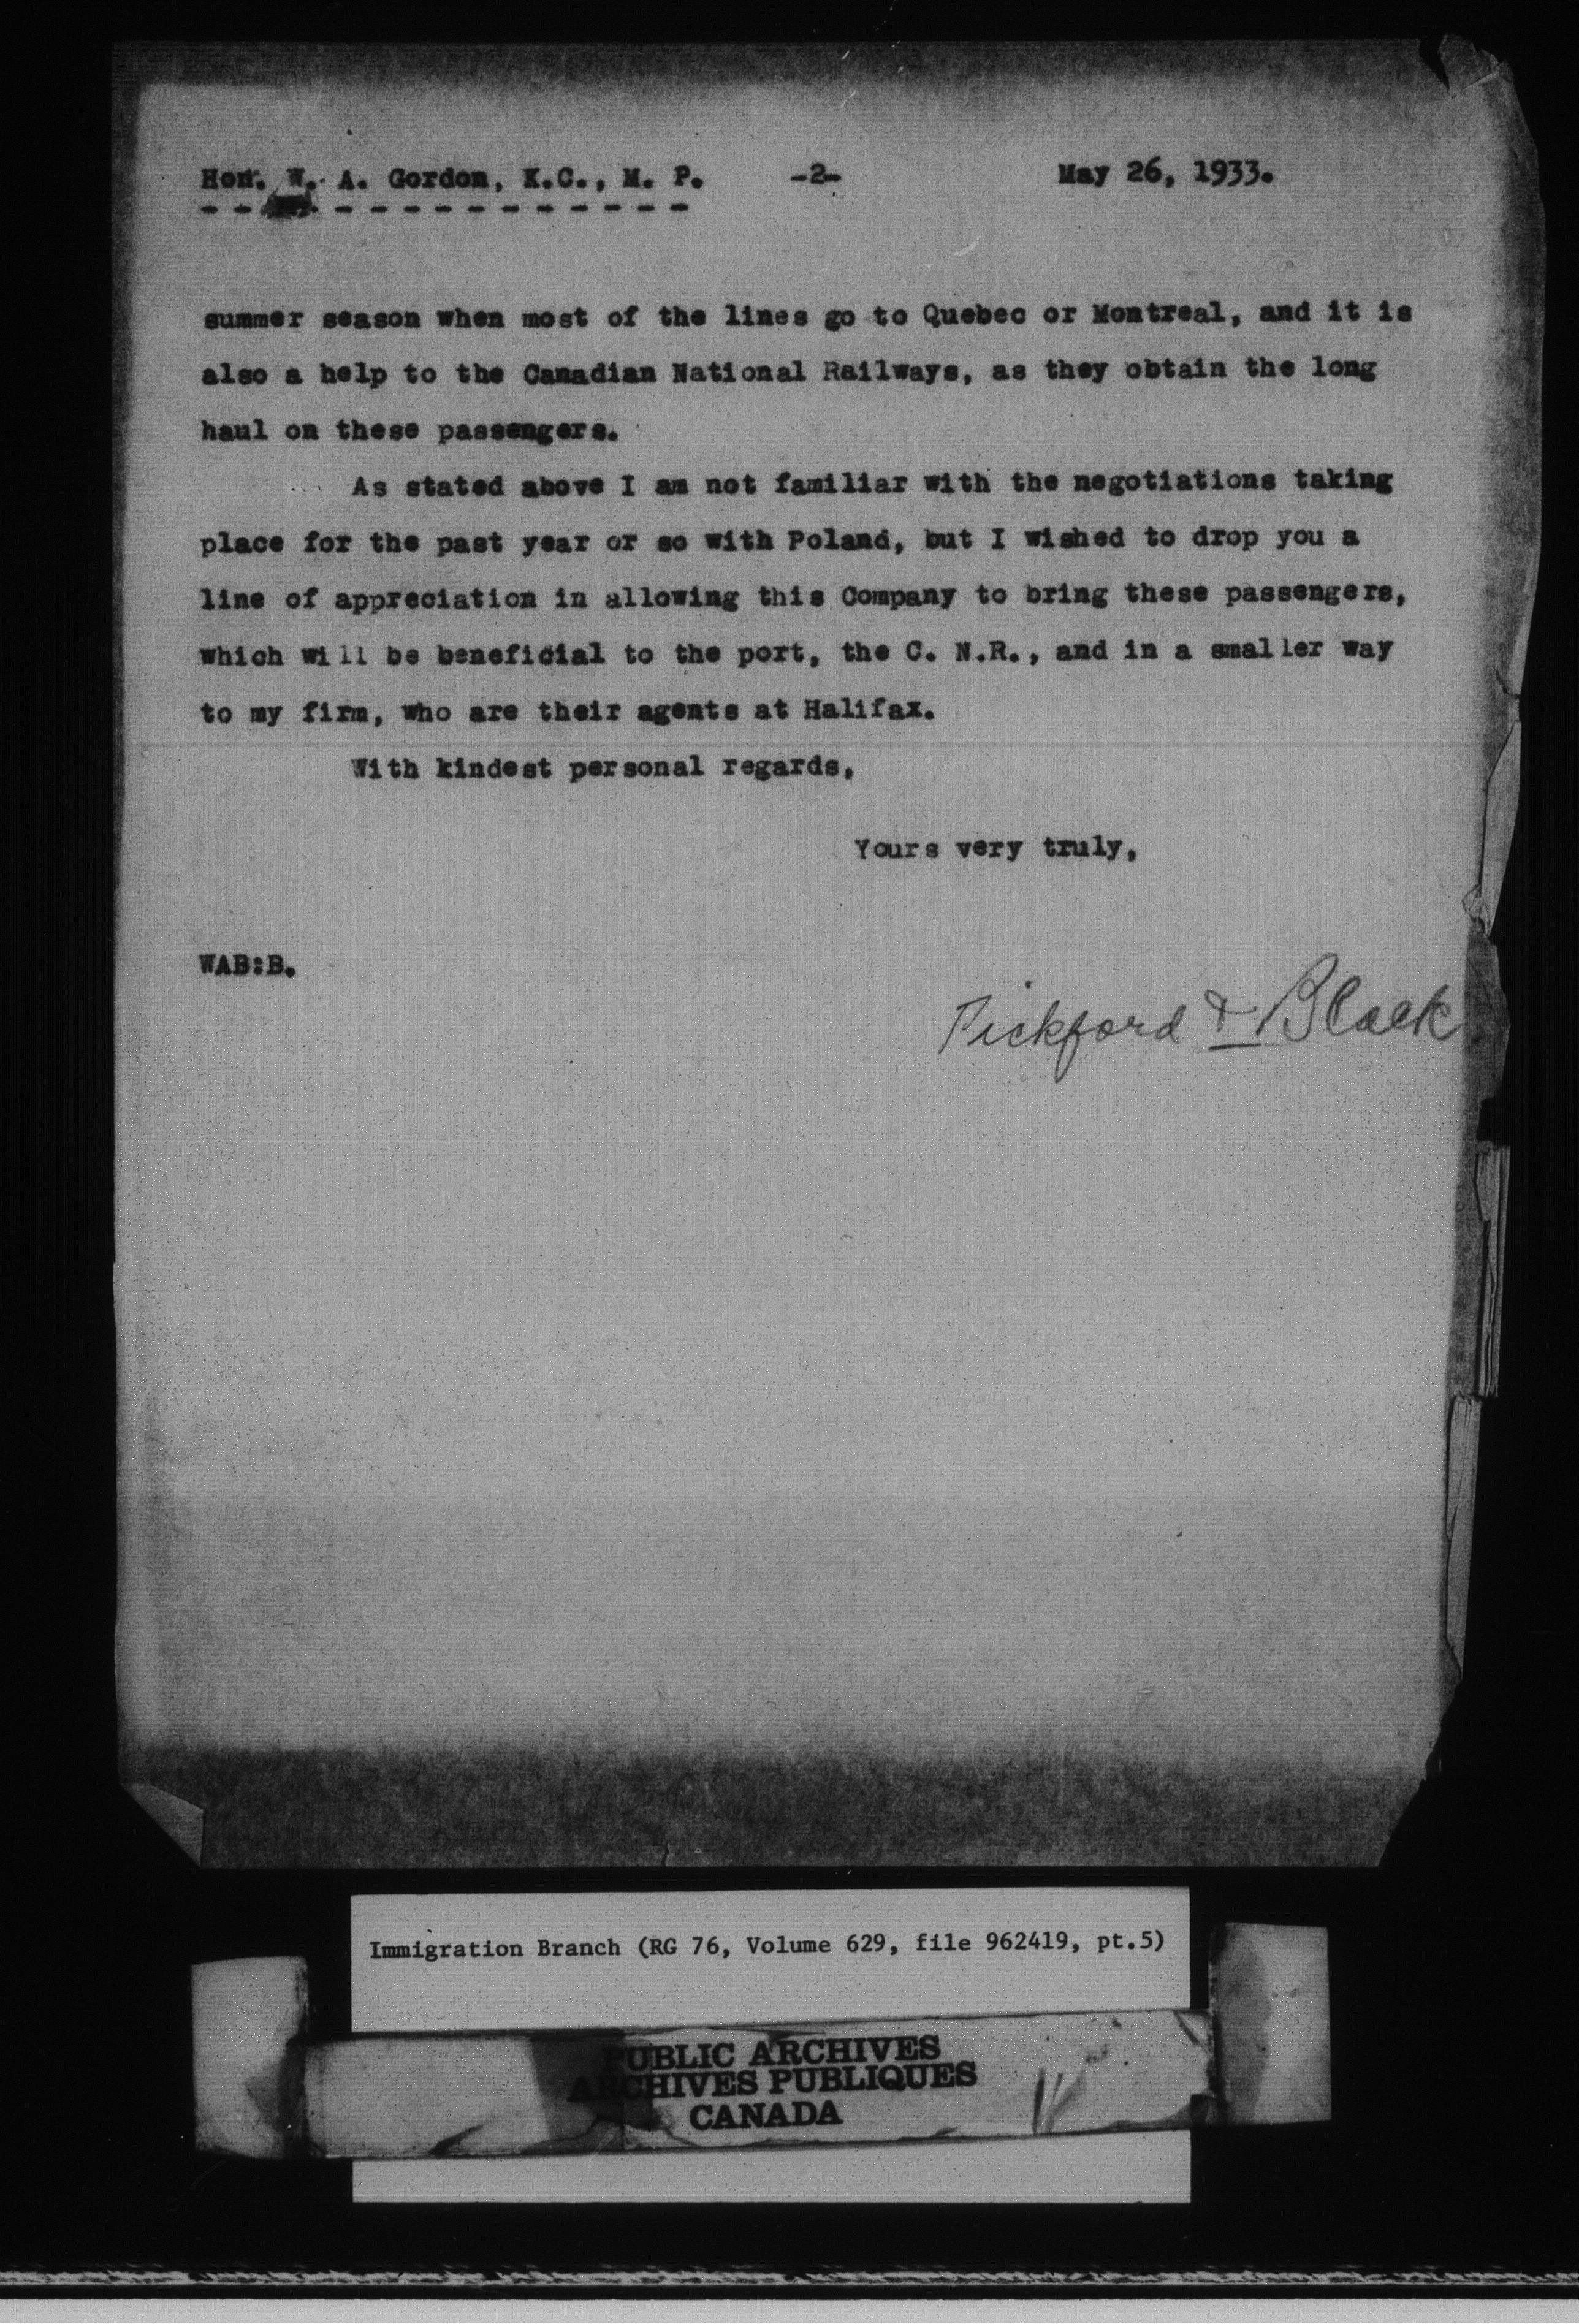 Hon. W. A. Gordon, K.C., M. P. -2- May 26, 1933.
- - - - - - - - - - - - - - -
summer season when most of the lines go to Quebec or Montreal, and it is
also a help to the Canadian National Railways, as they obtain the long
haul on these passengers.
As stated above I am not familiar with the negotiations taking
place for the past year or so with Poland, but I wished to drop you a
line of appreciation in allowing this Company to bring these passengers,
which will be beneficial to the port, the C. N.R., and in a smaller way
to my firm, who are their agents at Halifax.
With kindest personal regards,
Yours very truly,
WAB:B.
Pickford & Black
Immigration Branch (RG 76, Volume 629, file 962419, pt.5)
PUBLIC ARCHIVES
ARCHIVES PUBLIQUES
CANADA